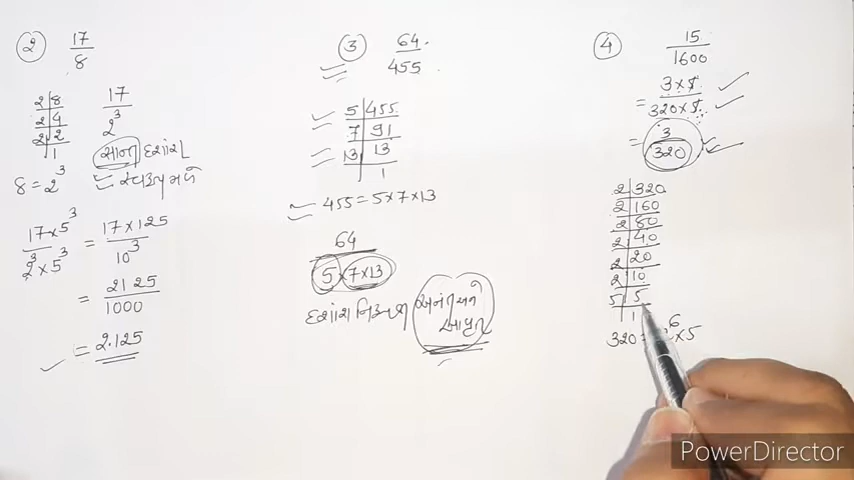 ② 17/8
2 | 8
2 | 4
2 | 2
1
17/2³
8 = 2³
સાન્ત દશાંશ
સ્વરૂપ મળે
17×5³/2³×5³ = 17×125/10³
= 2125/1000
= 2.125
③ 64/455
5 | 455
7 | 91
13 | 13
1
455 = 5×7×13
64/5×7×13
દશાંશ નિરૂપણ અનંત અને
આવૃત્ત
④ 15/1600
= 3×5/320×5
= 3/320
2 | 320
2 | 160
2 | 80
2 | 40
2 | 20
2 | 10
5 | 5
1
320 = 2⁶×5
PowerDirector